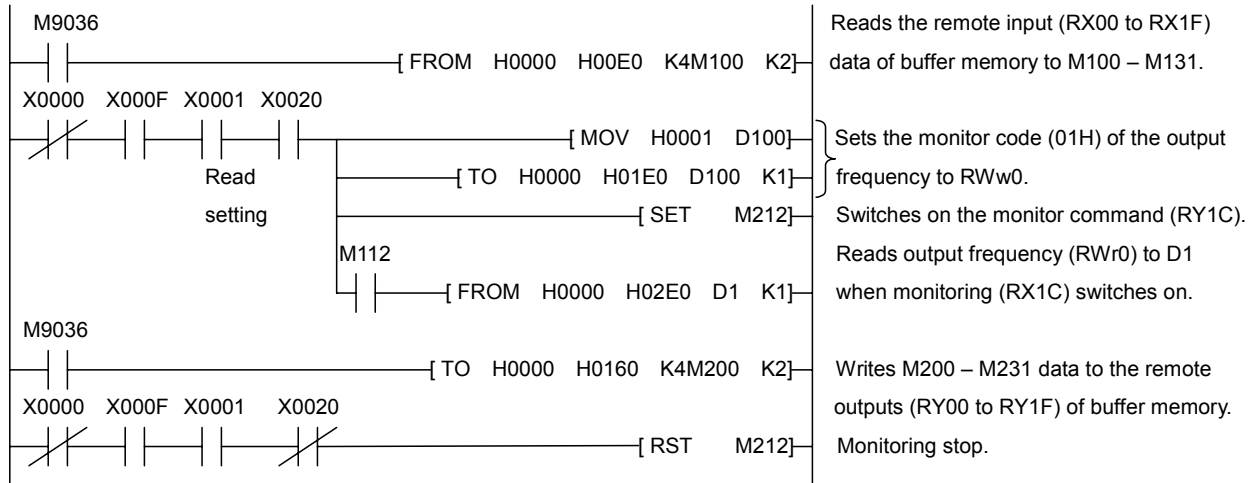 M9036
Reads the remote input (RX00 to RX1F)
[ FROM H0000 H00E0 K4M100 K2]
data of buffer memory to M100 – M131.
X0000 X000F X0001 X0020
[ MOV H0001 D100]
Sets the monitor code (01H) of the output
Read
[ TO H0000 H01E0 D100 K1]
frequency to RWw0.
setting
[ SET M212]
Switches on the monitor command (RY1C).
M112
Reads output frequency (RWr0) to D1
[ FROM H0000 H02E0 D1 K1]
when monitoring (RX1C) switches on.
M9036
[ TO H0000 H0160 K4M200 K2]
Writes M200 – M231 data to the remote
X0000 X000F X0001 X0020
outputs (RY00 to RY1F) of buffer memory.
[ RST M212]
Monitoring stop.